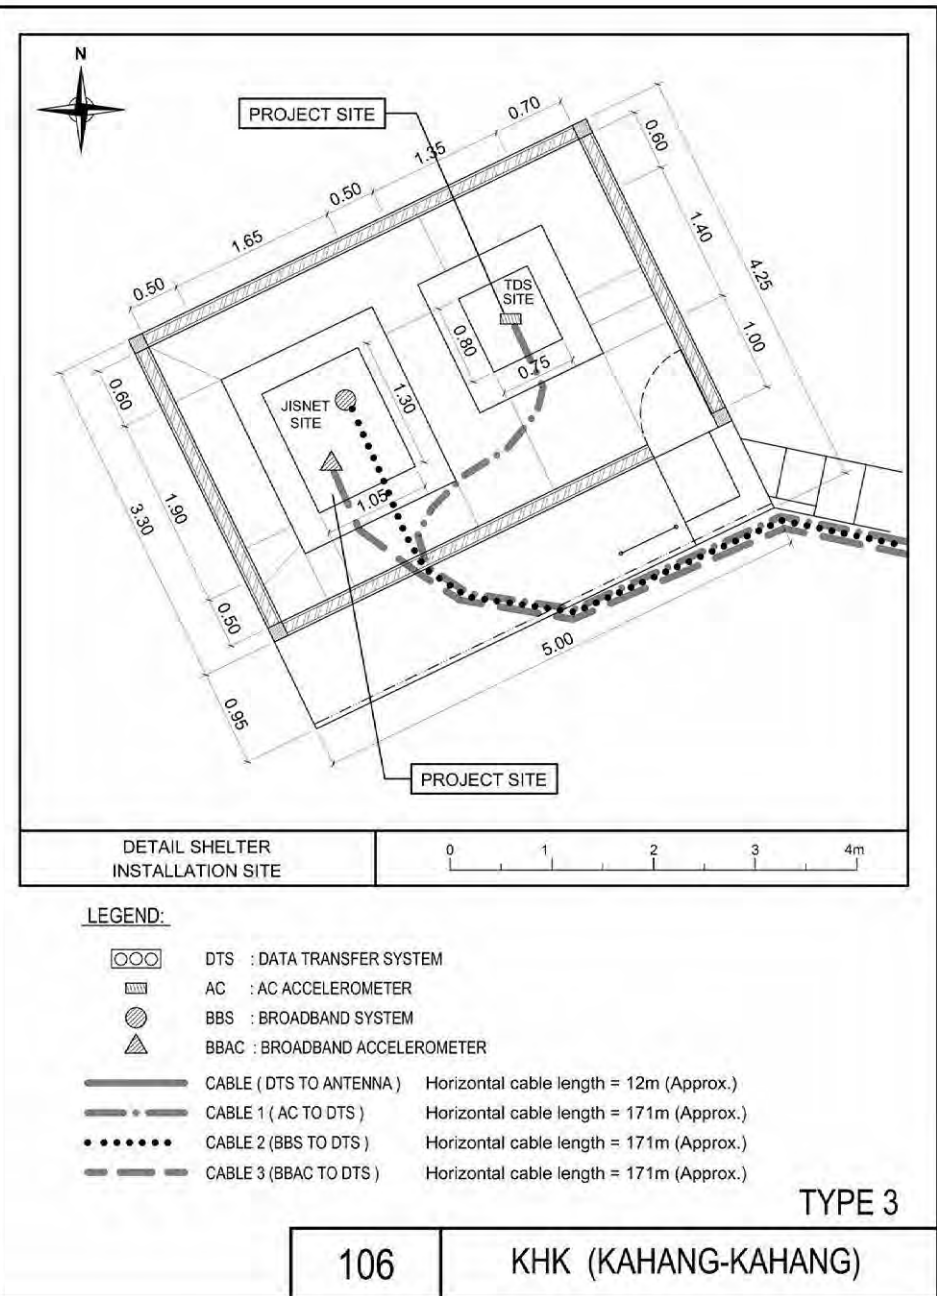 N
PROJECT SITE
0.70
1.35
0.50
1.65
0.50
0.60
1.40
4.25
1.00
TDS
SITE
0.80
0.75
0.60
1.30
JISNET
SITE
1.05
1.90
3.30
0.50
0.95
5.00
PROJECT SITE
DETAIL SHELTER
INSTALLATION SITE
0 1 2 3 4m
LEGEND:
DTS : DATA TRANSFER SYSTEM
AC : AC ACCELEROMETER
BBS : BROADBAND SYSTEM
BBAC : BROADBAND ACCELEROMETER
CABLE ( DTS TO ANTENNA ) Horizontal cable length = 12m (Approx.)
CABLE 1 ( AC TO DTS ) Horizontal cable length = 171m (Approx.)
CABLE 2 (BBS TO DTS ) Horizontal cable length = 171m (Approx.)
CABLE 3 (BBAC TO DTS ) Horizontal cable length = 171m (Approx.)
TYPE 3
106 KHK (KAHANG-KAHANG)